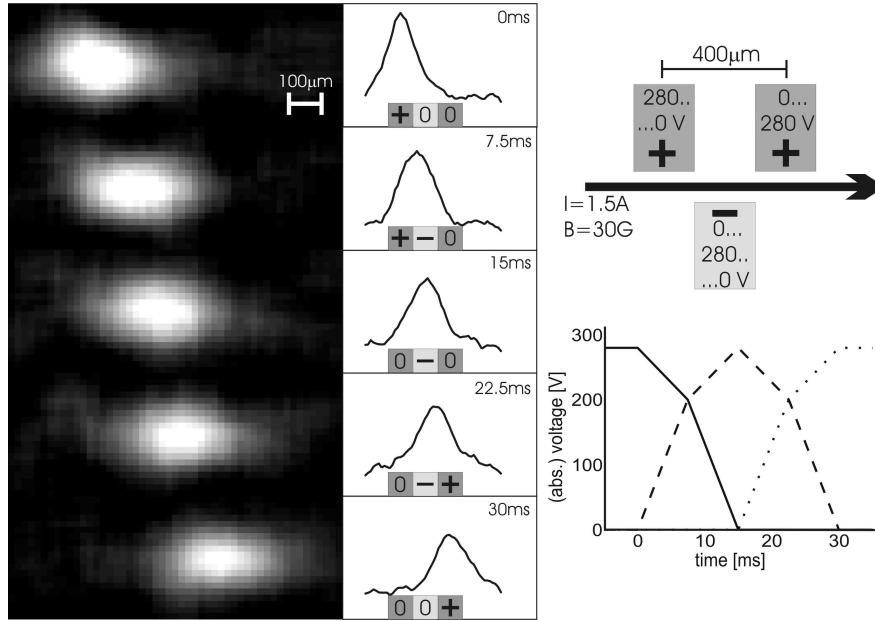 100μm
0ms
+ 0 0
7.5ms
+ − 0
15ms
0 − 0
22.5ms
0 − +
30ms
0 0 +
400μm
280..
...0 V
+
0...
280 V
+
I=1.5A
B=30G
−
0...
280..
...0 V
(abs.) voltage [V]
300
200
100
0
0 10 20 30
time [ms]